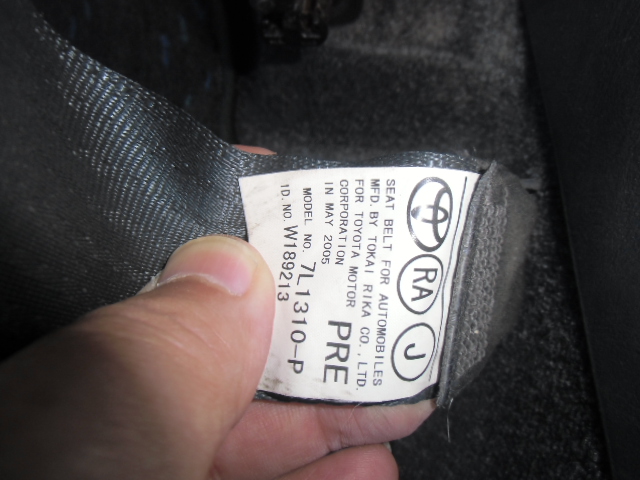 RA J
SEAT BELT FOR AUTOMOBILES
MFD. BY TOKAI RIKA CO., LTD.
FOR TOYOTA MOTOR
CORPORATION
IN MAY 2005
PRE
MODEL NO. 7L1310-P
ID. NO. W189213